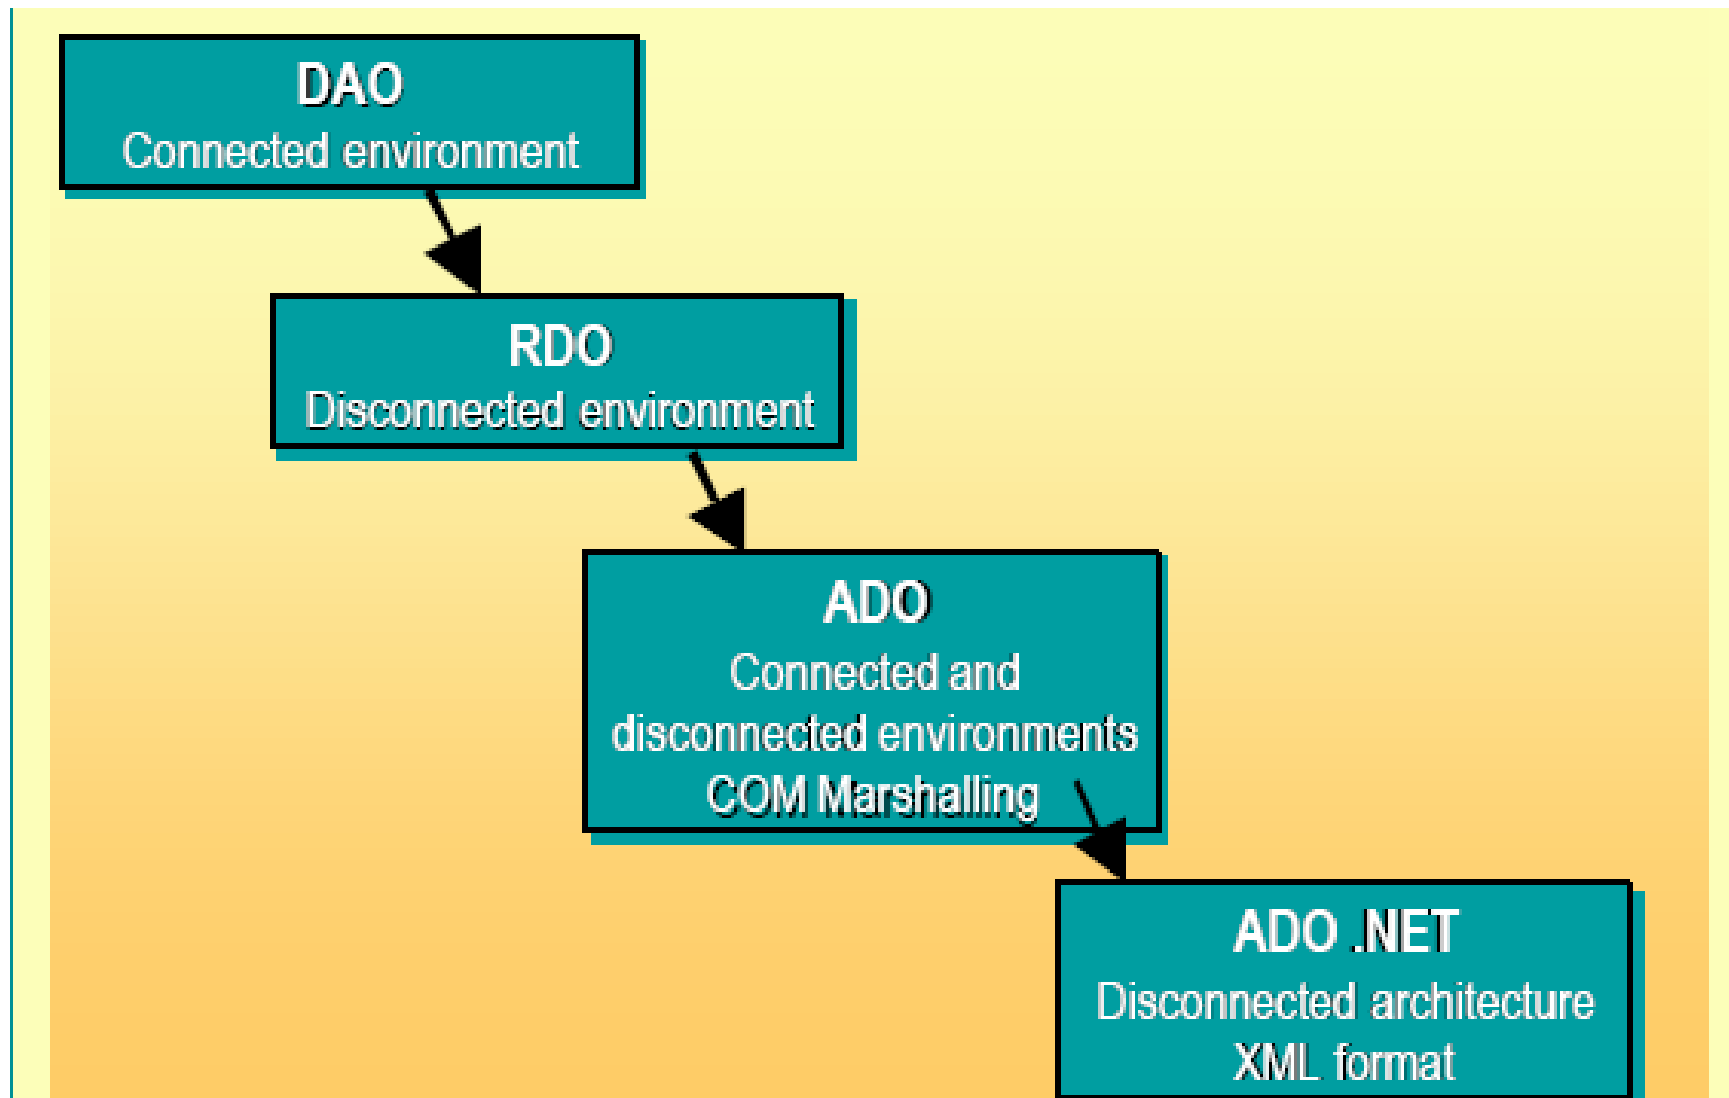 DAO
Connected environment
RDO
Disconnected environment
ADO
Connected and
disconnected environments
COM Marshalling
ADO .NET
Disconnected architecture
XML format